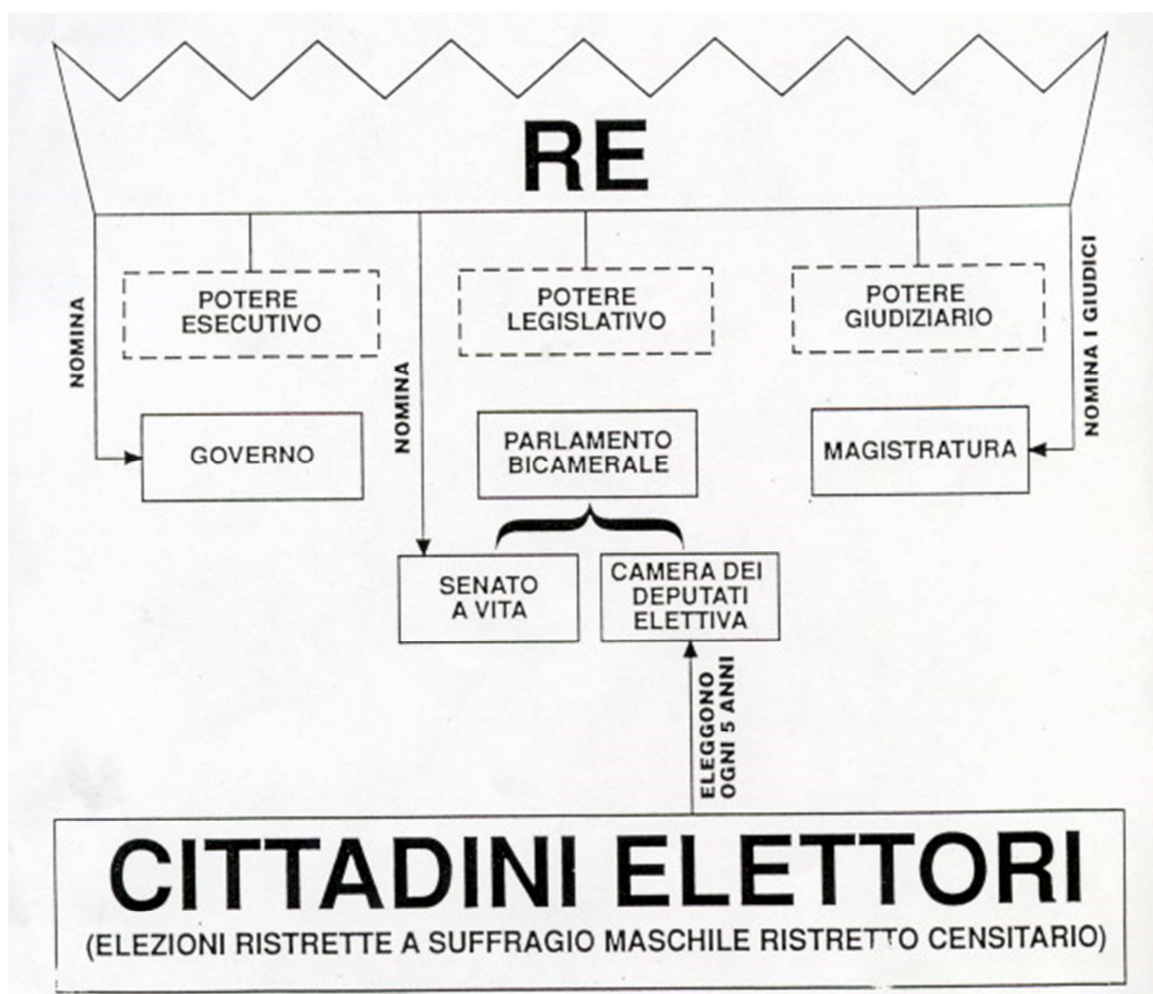 RE
NOMINA
POTERE
ESECUTIVO
NOMINA
POTERE
LEGISLATIVO
POTERE
GIUDIZIARIO
NOMINA I GIUDICI
GOVERNO
PARLAMENTO
BICAMERALE
MAGISTRATURA
SENATO
A VITA
CAMERA DEI
DEPUTATI
ELETTIVA
ELEGGONO
OGNI 5 ANNI
CITTADINI ELETTORI
(ELEZIONI RISTRETTE A SUFFRAGIO MASCHILE RISTRETTO CENSITARIO)